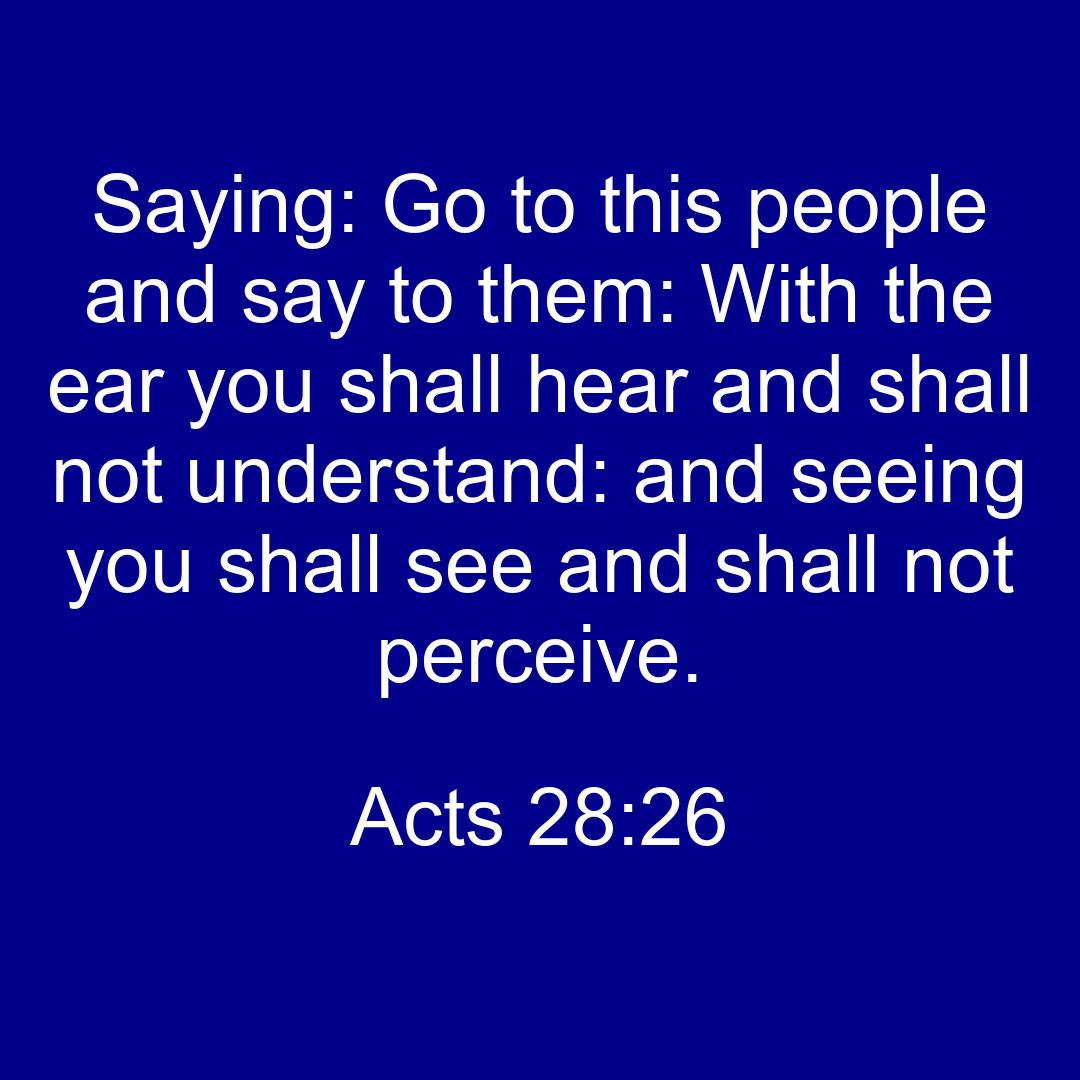 Saying: Go to this people
and say to them: With the
ear you shall hear and shall
not understand: and seeing
you shall see and shall not
perceive.
Acts 28:26